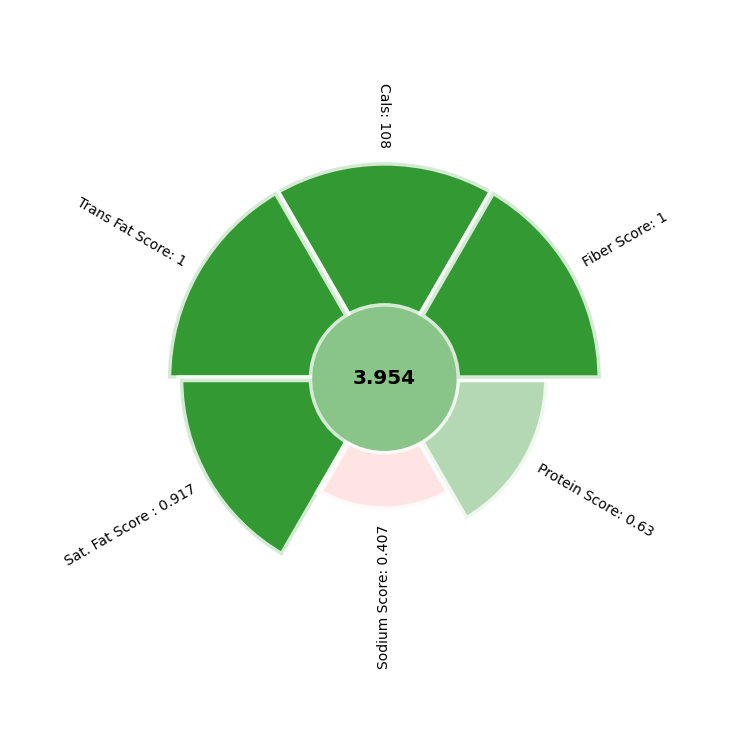 Cals: 108
Trans Fat Score: 1
Fiber Score: 1
3.954
Sat. Fat Score : 0.917
Protein Score: 0.63
Sodium Score: 0.407